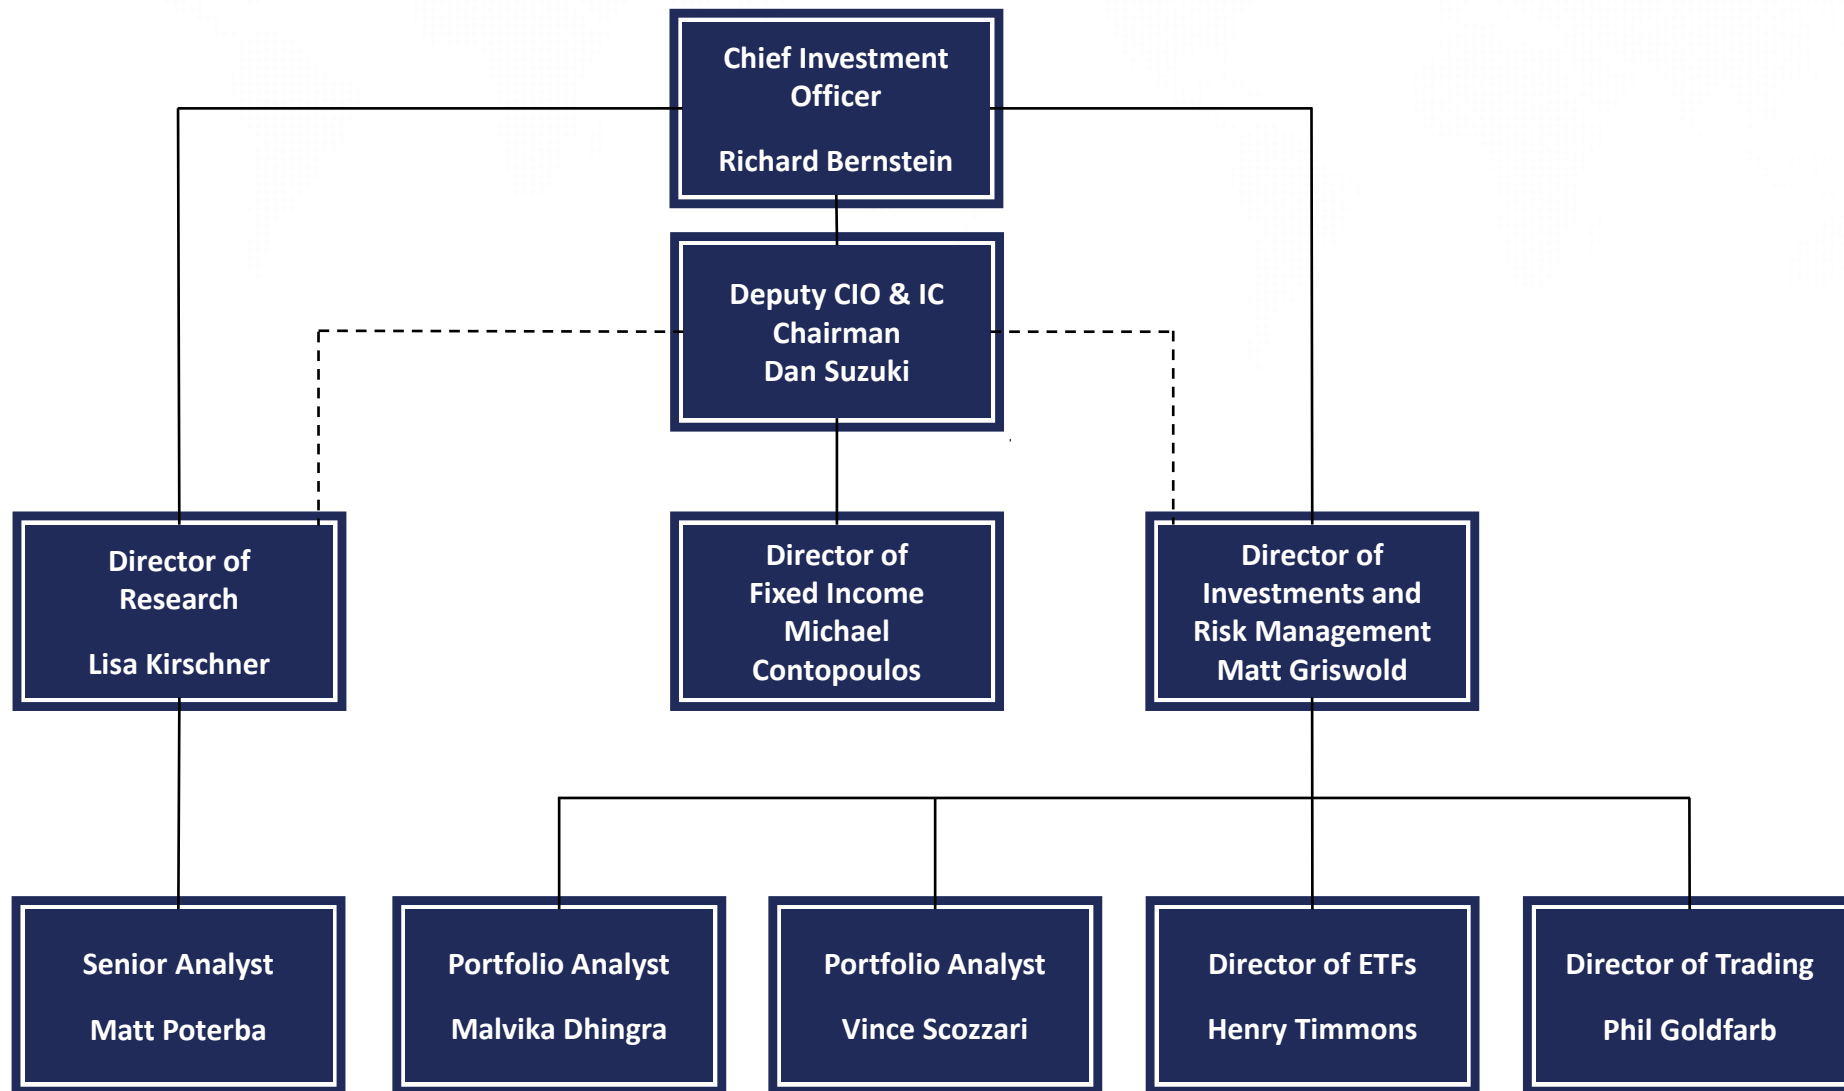 Chief Investment
Officer
Richard Bernstein
Deputy CIO & IC
Chairman
Dan Suzuki
Director of
Research
Lisa Kirschner
Director of
Fixed Income
Michael
Contopoulos
Director of
Investments and
Risk Management
Matt Griswold
Senior Analyst
Matt Poterba
Portfolio Analyst
Malvika Dhingra
Portfolio Analyst
Vince Scozzari
Director of ETFs
Henry Timmons
Director of Trading
Phil Goldfarb